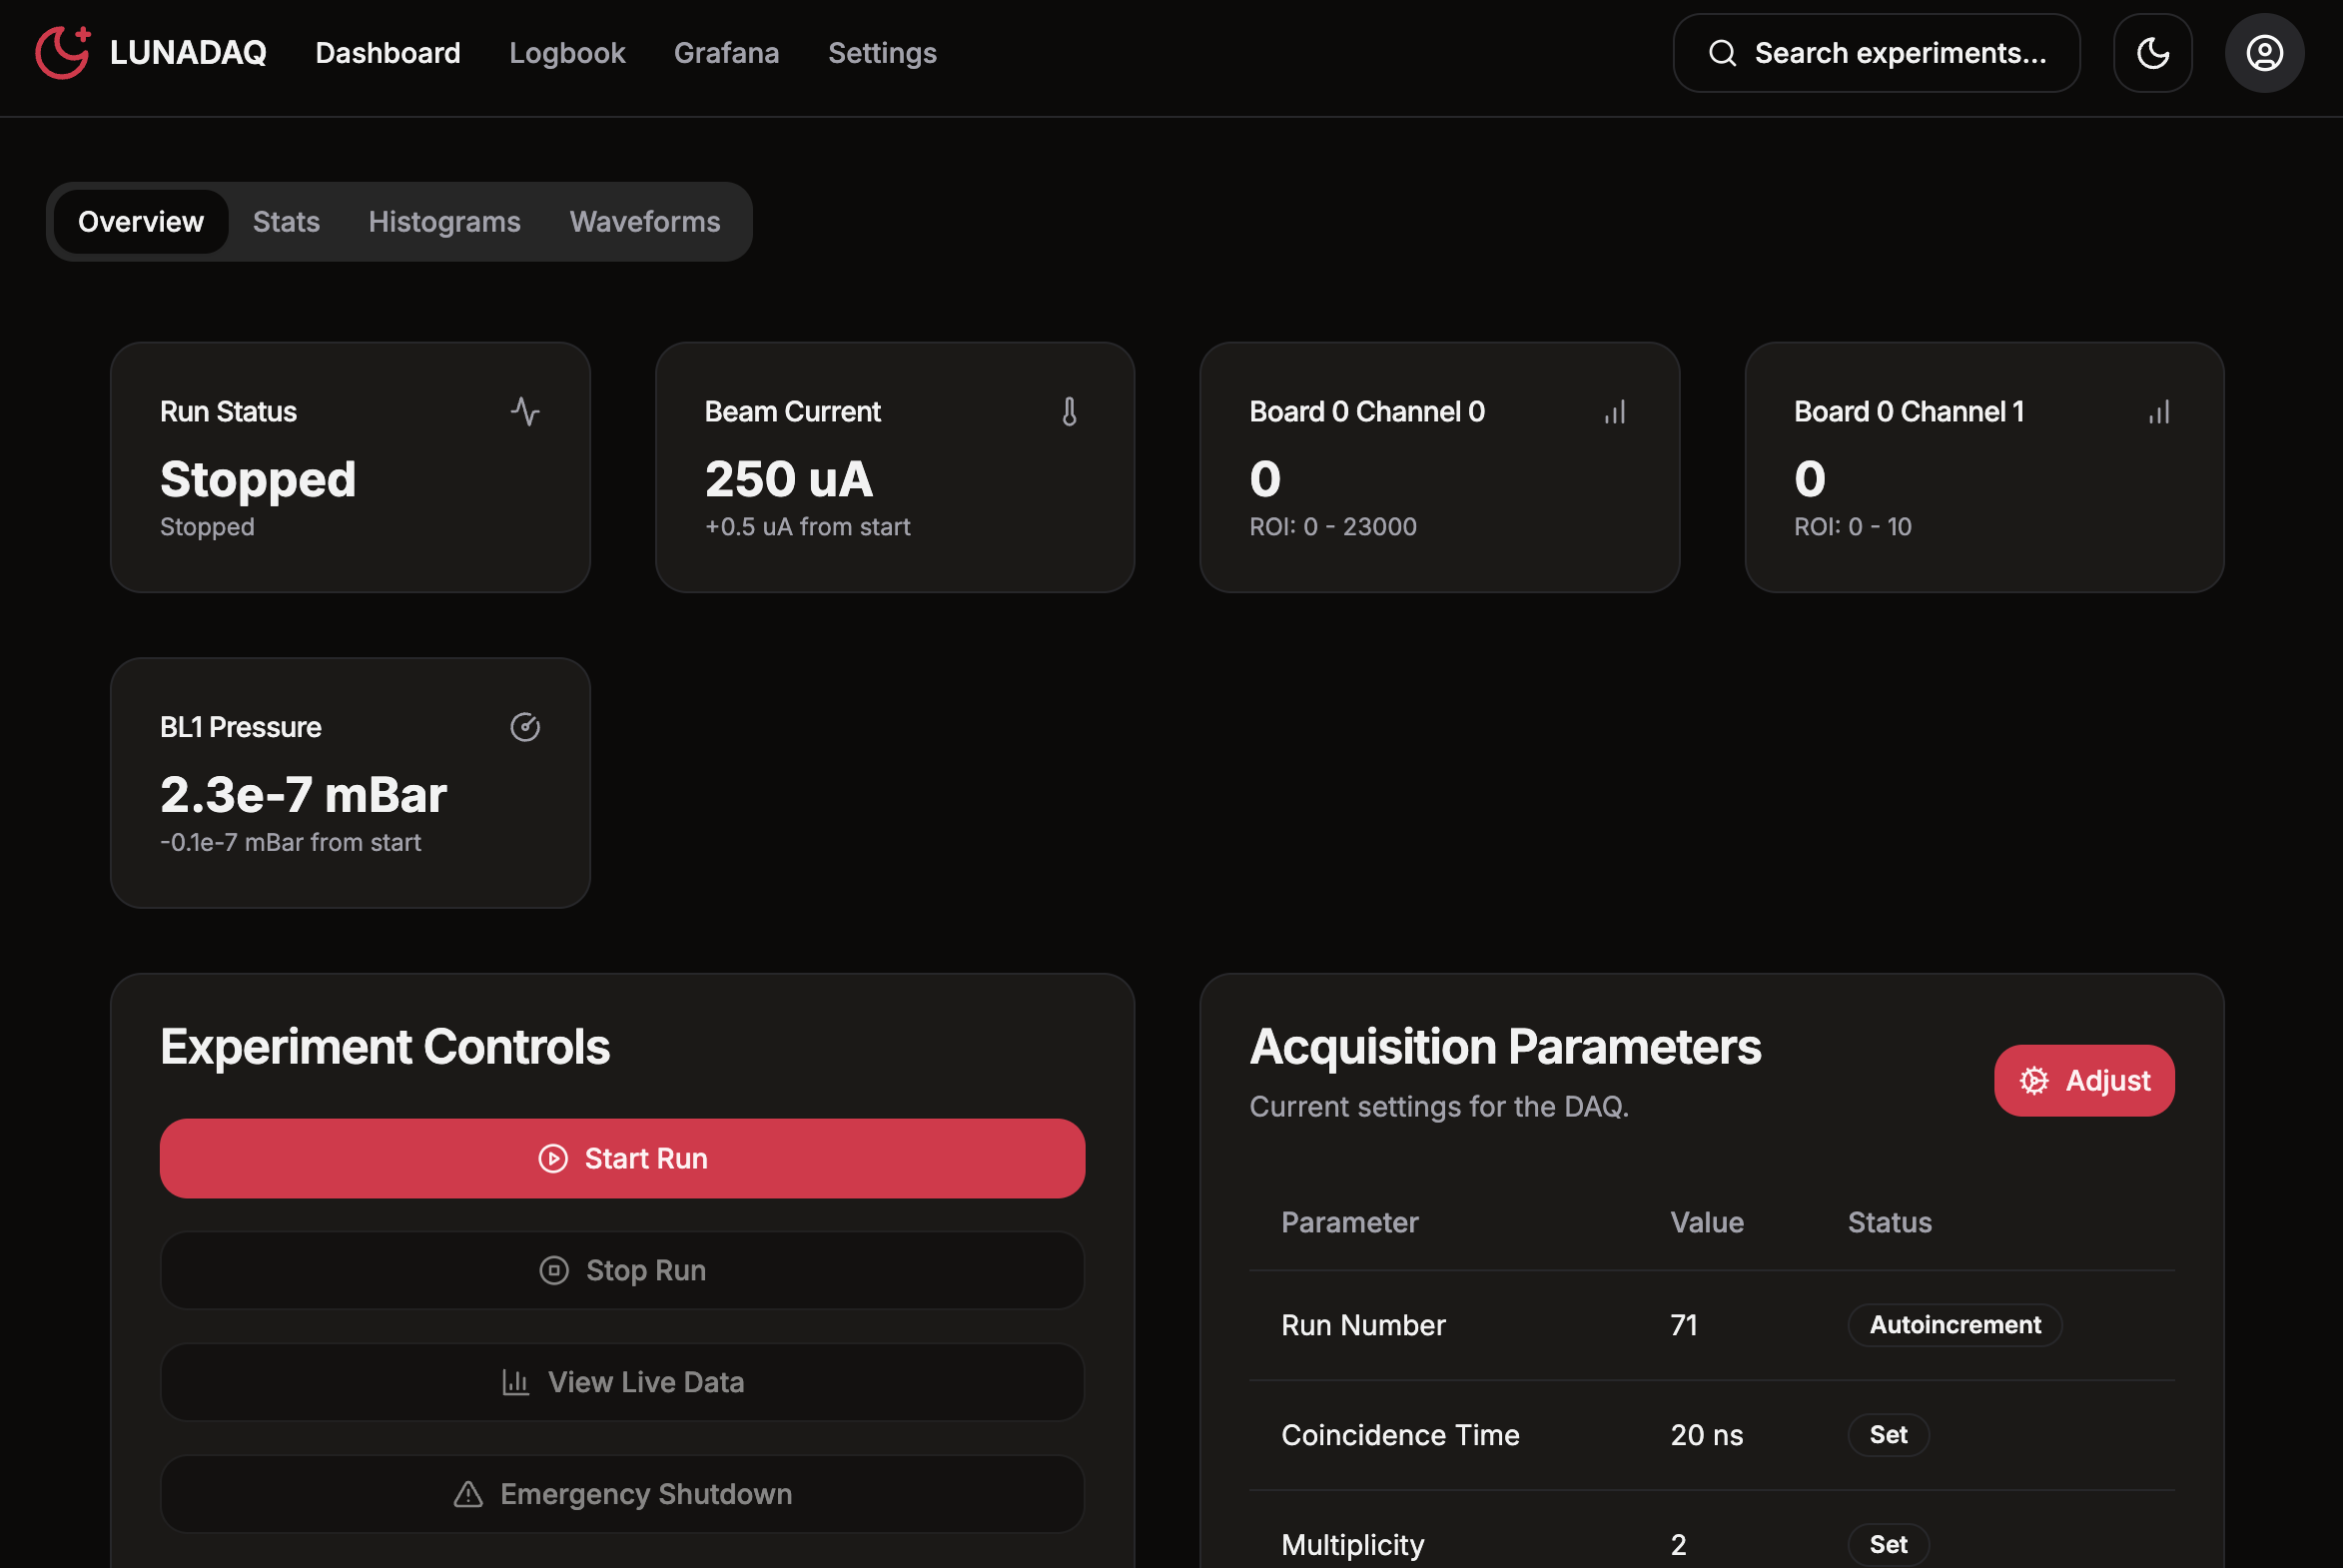 LUNADAQ Dashboard Logbook Grafana Settings Search experiments...
Overview Stats Histograms Waveforms
Run Status
Stopped
Stopped
Beam Current
250 uA
+0.5 uA from start
Board 0 Channel 0
0
ROI: 0 - 23000
Board 0 Channel 1
0
ROI: 0 - 10
BL1 Pressure
2.3e-7 mBar
-0.1e-7 mBar from start
Experiment Controls
Start Run
Stop Run
View Live Data
Emergency Shutdown
Acquisition Parameters
Current settings for the DAQ.
Adjust
Parameter Value Status
Run Number 71 Autoincrement
Coincidence Time 20 ns Set
Multiplicity 2 Set